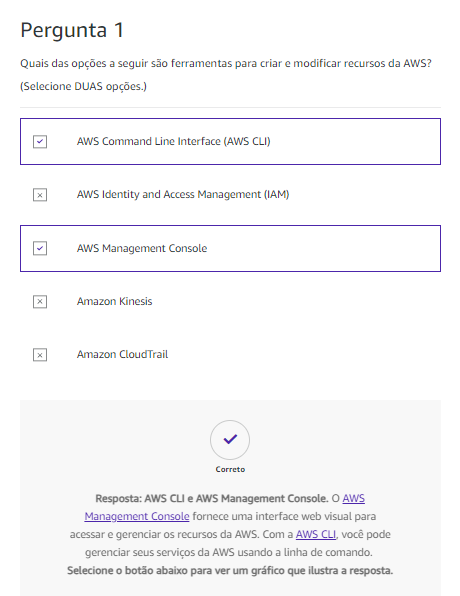 Pergunta 1
Quais das opções a seguir são ferramentas para criar e modificar recursos da AWS?
(Selecione DUAS opções.)
AWS Command Line Interface (AWS CLI)
AWS Identity and Access Management (IAM)
AWS Management Console
Amazon Kinesis
Amazon CloudTrail
Correto
Resposta: AWS CLI e AWS Management Console. O AWS
Management Console fornece uma interface web visual para
acessar e gerenciar os recursos da AWS. Com a AWS CLI, você pode
gerenciar seus serviços da AWS usando a linha de comando.
Selecione o botão abaixo para ver um gráfico que ilustra a resposta.